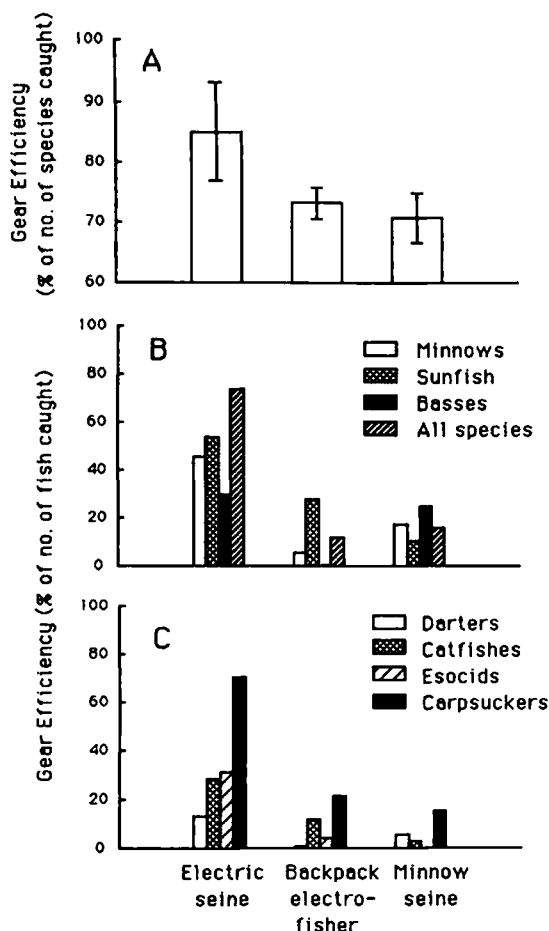 Gear Efficiency
(% of no. of species caught)
A
100
90
80
70
60
Gear Efficiency (% of no. of fish caught)
B
100
80
60
40
20
0
Minnows
Sunfish
Basses
All species
C
100
80
60
40
20
0
Darters
Catfishes
Esocids
Carpsuckers
Electric
seine
Backpack
electro-
fisher
Minnow
seine